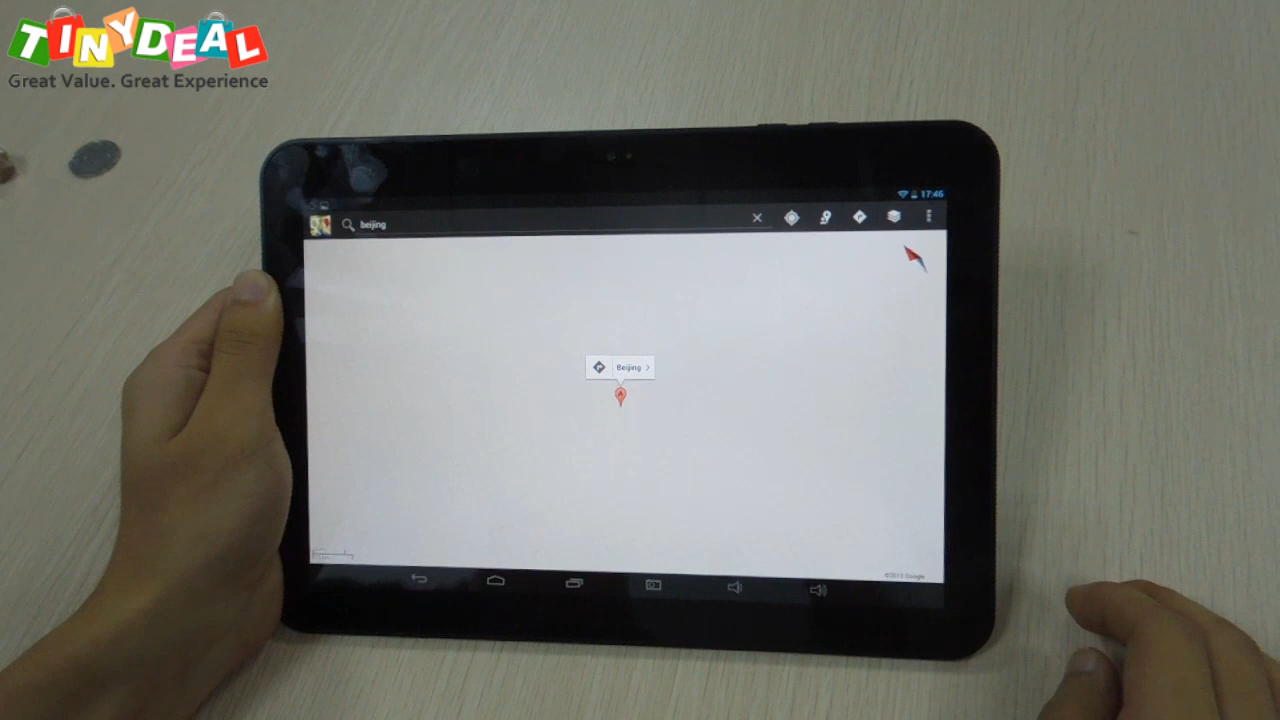 TINYDEAL
Great Value. Great Experience
17:46
beijing
Beijing
A
©2013 Google